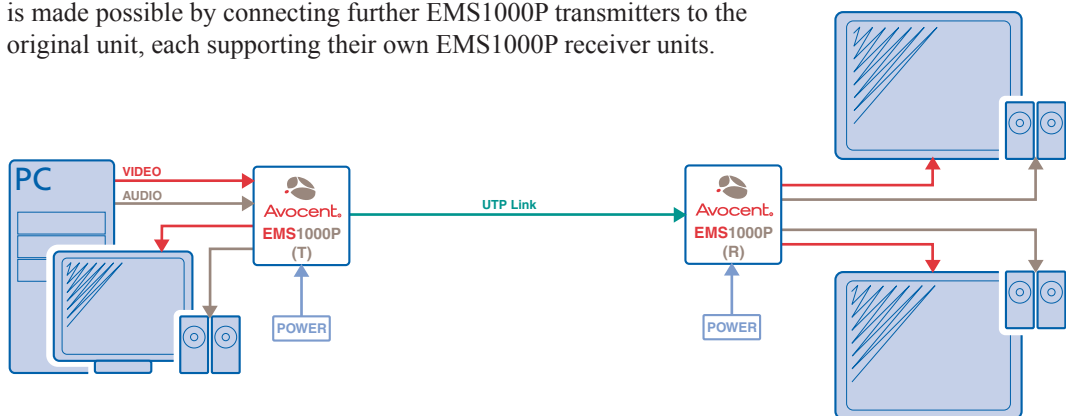 is made possible by connecting further EMS1000P transmitters to the
original unit, each supporting their own EMS1000P receiver units.
PC
VIDEO
AUDIO
Avocent.
EMS1000P
(T)
POWER
UTP Link
Avocent.
EMS1000P
(R)
POWER